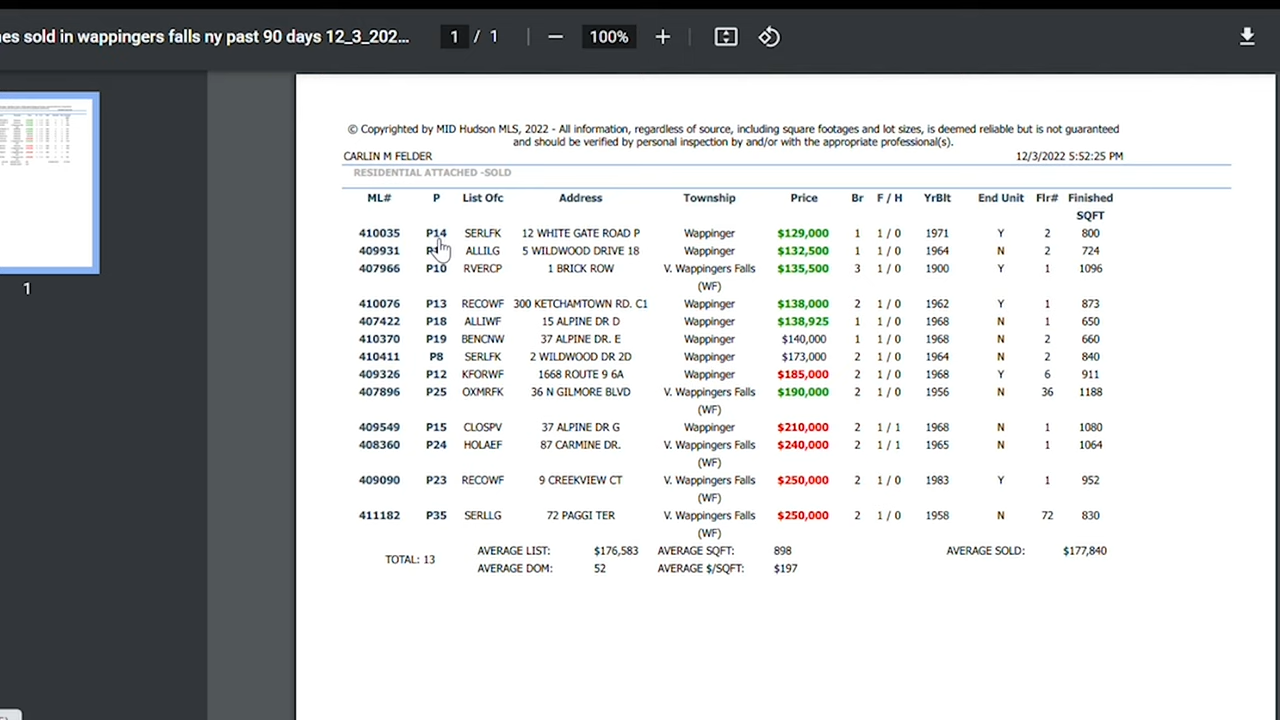 nes sold in wappingers falls ny past 90 days 12_3_202... 1 / 1 — 100% +
1
© Copyrighted by MID Hudson MLS, 2022 - All information, regardless of source, including square footages and lot sizes, is deemed reliable but is not guaranteed
and should be verified by personal inspection by and/or with the appropriate professional(s).
CARLIN M FELDER 12/3/2022 5:52:25 PM
RESIDENTIAL ATTACHED -SOLD
ML# P List Ofc Address Township Price Br F / H YrBlt End Unit Flr# Finished
SQFT
410035 P14 SERLFK 12 WHITE GATE ROAD P Wappinger $129,000 1 1 / 0 1971 Y 2 800
409931 ALLILG 5 WILDWOOD DRIVE 18 Wappinger $132,500 1 1 / 0 1964 N 2 724
407966 P10 RVERCP 1 BRICK ROW V. Wappingers Falls $135,500 3 1 / 0 1900 Y 1 1096
(WF)
410076 P13 RECOWF 300 KETCHAMTOWN RD. C1 Wappinger $138,000 2 1 / 0 1962 Y 1 873
407422 P18 ALLIWF 15 ALPINE DR D Wappinger $138,925 1 1 / 0 1968 N 1 650
410370 P19 BENCNW 37 ALPINE DR. E Wappinger $140,000 1 1 / 0 1968 N 2 660
410411 P8 SERLFK 2 WILDWOOD DR 2D Wappinger $173,000 2 1 / 0 1964 N 2 840
409326 P12 KFORWF 1668 ROUTE 9 6A Wappinger $185,000 2 1 / 0 1968 Y 6 911
407896 P25 OXMRFK 36 N GILMORE BLVD V. Wappingers Falls $190,000 2 1 / 0 1956 N 36 1188
(WF)
409549 P15 CLOSPV 37 ALPINE DR G Wappinger $210,000 2 1 / 1 1968 N 1 1080
408360 P24 HOLAEF 87 CARMINE DR. V. Wappingers Falls $240,000 2 1 / 1 1965 N 1 1064
(WF)
409090 P23 RECOWF 9 CREEKVIEW CT V. Wappingers Falls $250,000 2 1 / 0 1983 Y 1 952
(WF)
411182 P35 SERLLG 72 PAGGI TER V. Wappingers Falls $250,000 2 1 / 0 1958 N 72 830
(WF)
TOTAL: 13 AVERAGE LIST: $176,583 AVERAGE SQFT: 898 AVERAGE SOLD: $177,840
AVERAGE DOM: 52 AVERAGE $/SQFT: $197